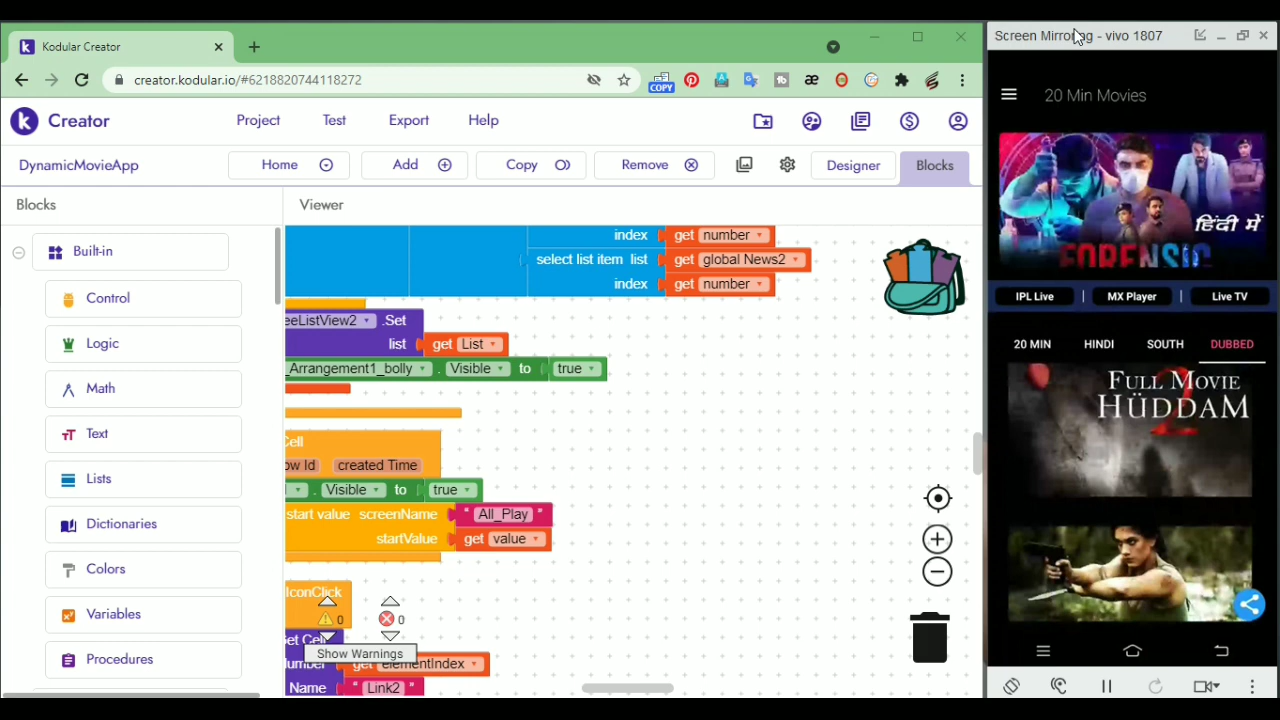 Kodular Creator
creator.kodular.io/#6218820744118272
COPY
Creator
Project
Test
Export
Help
DynamicMovieApp
Home
Add
Copy
Remove
Designer
Blocks
Blocks
Viewer
Built-in
Control
Logic
Math
Text
Lists
Dictionaries
Colors
Variables
Procedures
index get number
select list item list get global News2
index get number
eeListView2 .Set
list get List
_Arrangement1_bolly . Visible to true
Cell
ow Id created Time
. Visible to true
start value screenName " All_Play "
startValue get value
IconClick
0 0
Show Warnings
et Cel
umber get elementIndex
Name " Link2 "
Screen Mirroring - vivo 1807
20 Min Movies
हिंदी में
FORENSIC
IPL Live | MX Player | Live TV
20 MIN HINDI SOUTH DUBBED
FULL MOVIE
HÜDDAM
2